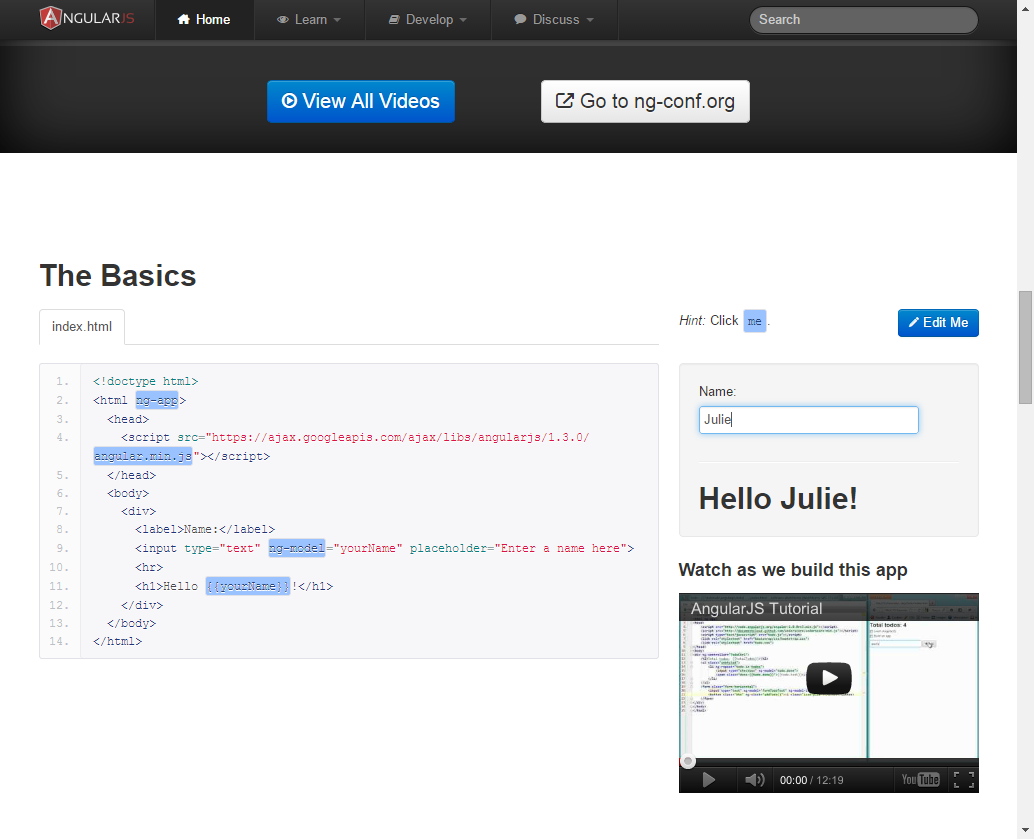 ANGULARJS Home Learn Develop Discuss Search
View All Videos Go to ng-conf.org
The Basics
index.html
Hint: Click me.
Edit Me
1. <!doctype html>
2. <html ng-app>
3. <head>
4. <script src="https://ajax.googleapis.com/ajax/libs/angularjs/1.3.0/
angular.min.js"></script>
5. </head>
6. <body>
7. <div>
8. <label>Name:</label>
9. <input type="text" ng-model="yourName" placeholder="Enter a name here">
10. <hr>
11. <h1>Hello {{yourName}}!</h1>
12. </div>
13. </body>
14. </html>
Name:
Julie
Hello Julie!
Watch as we build this app
AngularJS Tutorial
Total todos: 4
00:00 / 12:19
YouTube